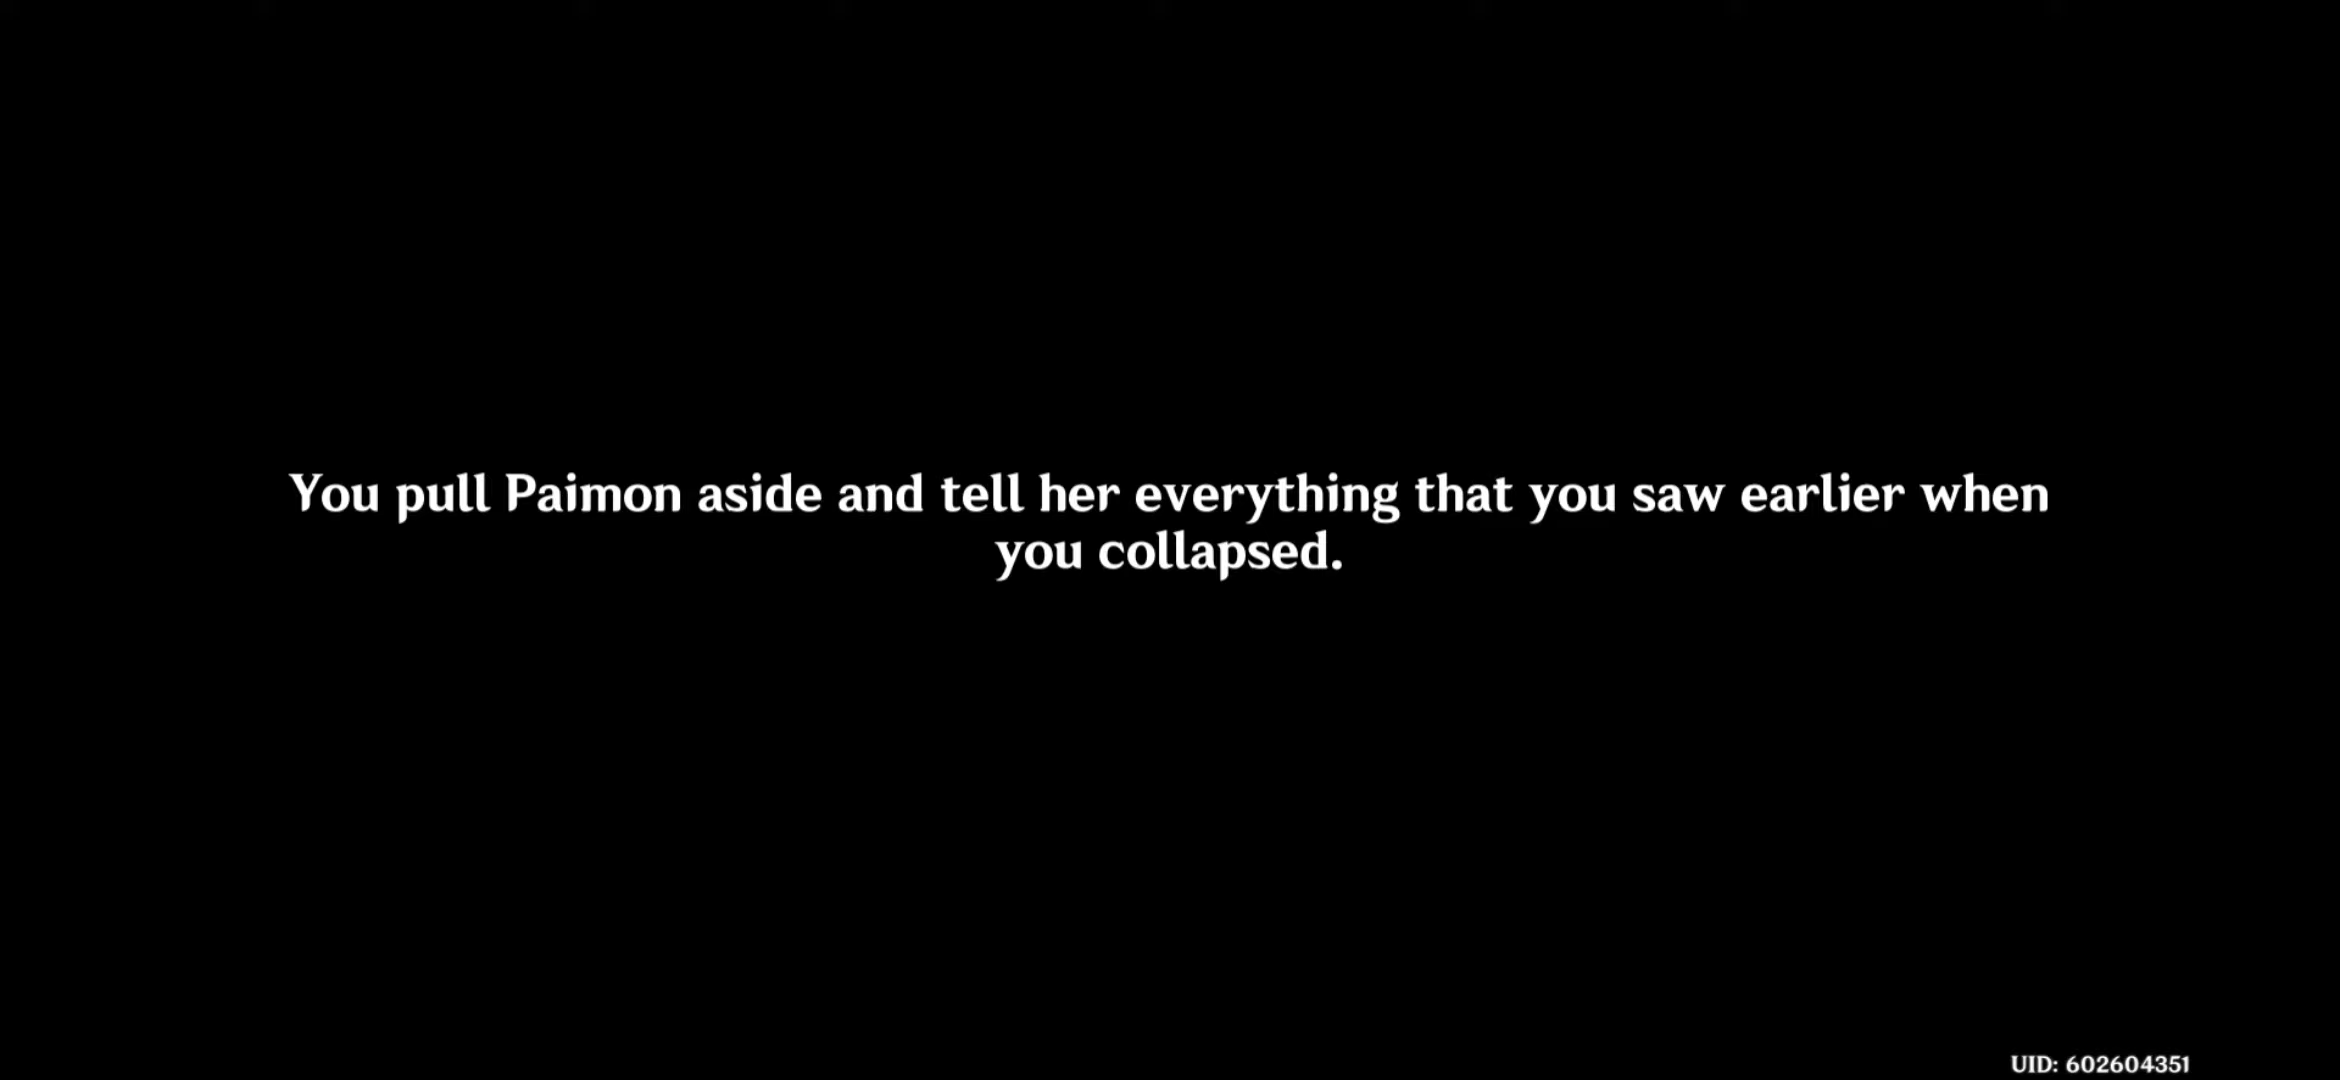 You pull Paimon aside and tell her everything that you saw earlier when
you collapsed.
UID: 602604351